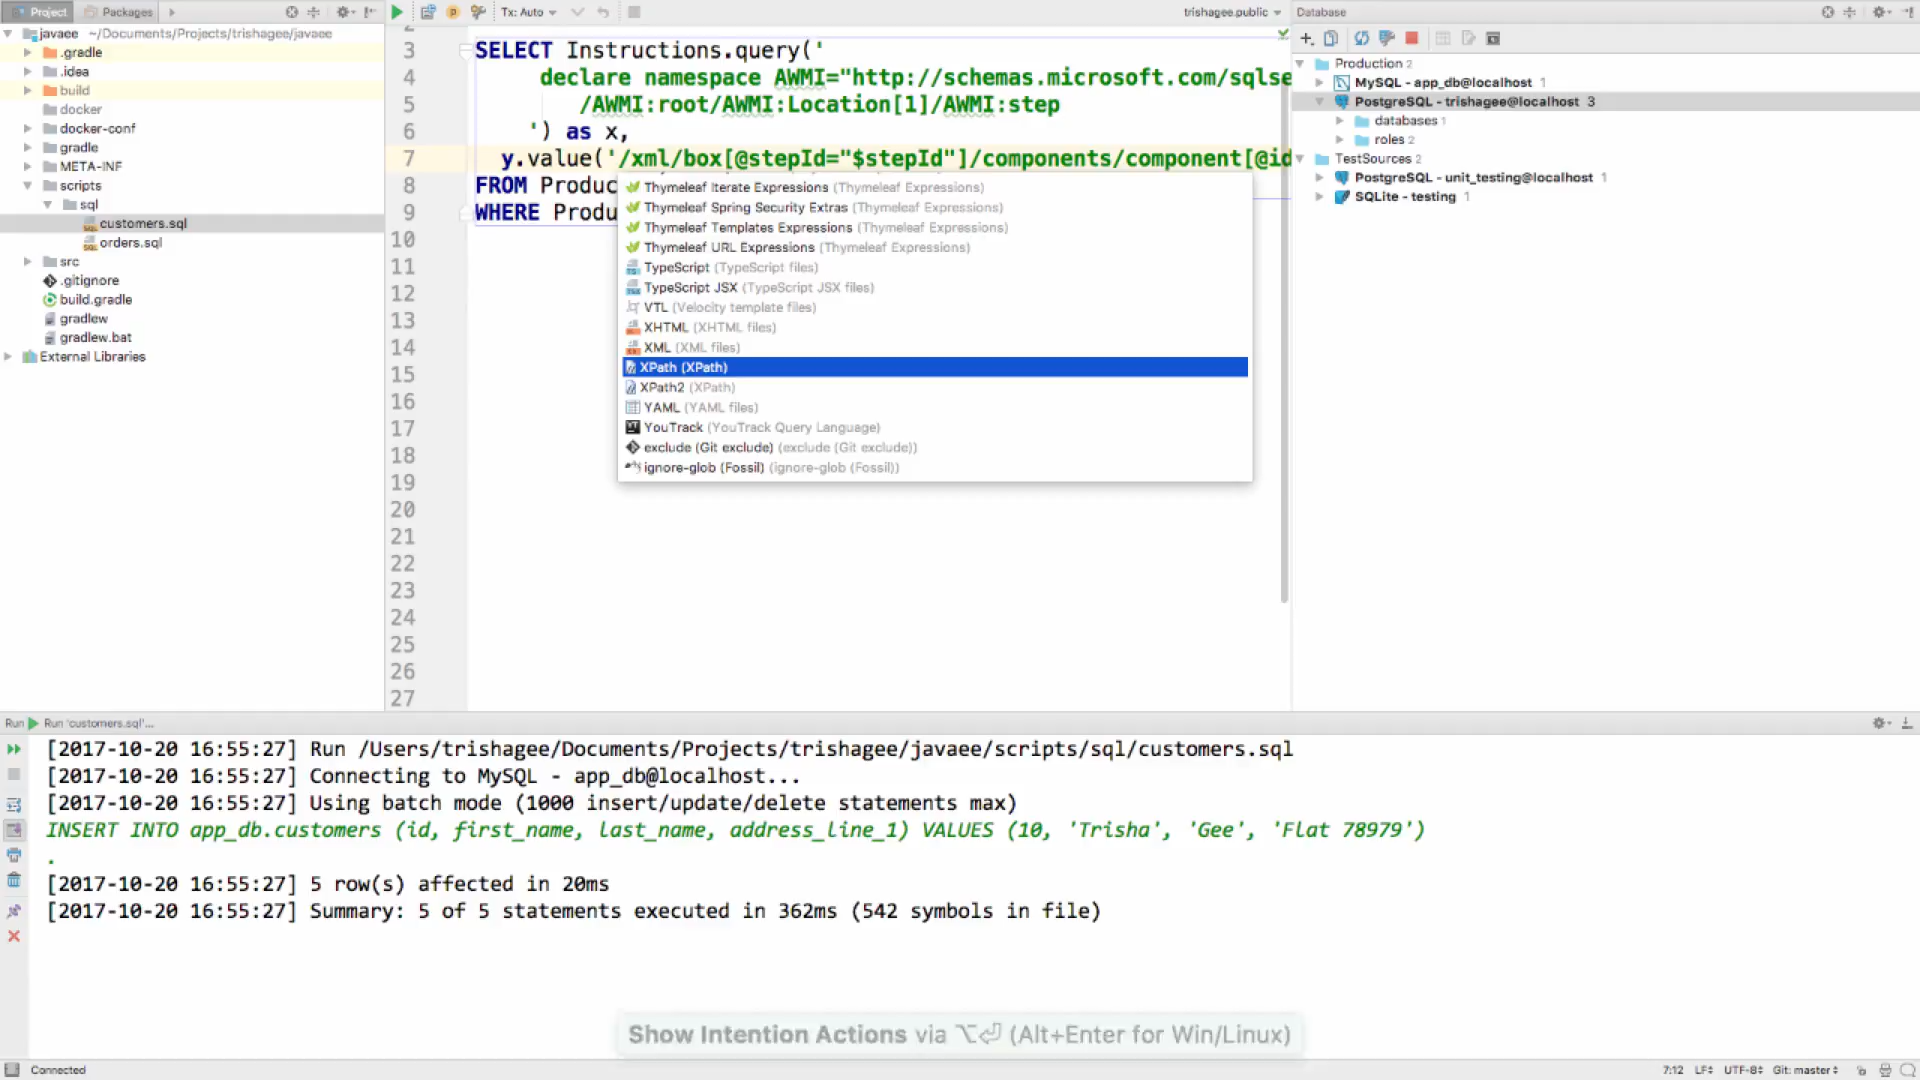 Project
Packages
Tx: Auto
trishagee.public
Database
javaee ~/Documents/Projects/trishagee/javaee
.gradle
.idea
build
docker
docker-conf
gradle
META-INF
scripts
sql
customers.sql
orders.sql
src
.gitignore
build.gradle
gradlew
gradlew.bat
External Libraries
2
3 SELECT Instructions.query('
4 declare namespace AWMI="http://schemas.microsoft.com/sqlse
5 /AWMI:root/AWMI:Location[1]/AWMI:step
6 ') as x,
7 y.value('/xml/box[@stepId="$stepId"]/components/component[@id
8 FROM Produc
9 WHERE Produ
10
11
12
13
14
15
16
17
18
19
20
21
22
23
24
25
26
27
Thymeleaf Iterate Expressions (Thymeleaf Expressions)
Thymeleaf Spring Security Extras (Thymeleaf Expressions)
Thymeleaf Templates Expressions (Thymeleaf Expressions)
Thymeleaf URL Expressions (Thymeleaf Expressions)
TypeScript (TypeScript files)
TypeScript JSX (TypeScript JSX files)
VTL (Velocity template files)
XHTML (XHTML files)
XML (XML files)
XPath (XPath)
XPath2 (XPath)
YAML (YAML files)
YouTrack (YouTrack Query Language)
exclude (Git exclude) (exclude (Git exclude))
ignore-glob (Fossil) (ignore-glob (Fossil))
Production 2
MySQL - app_db@localhost 1
PostgreSQL - trishagee@localhost 3
databases 1
roles 2
TestSources 2
PostgreSQL - unit_testing@localhost 1
SQLite - testing 1
Run Run 'customers.sql'...
[2017-10-20 16:55:27] Run /Users/trishagee/Documents/Projects/trishagee/javaee/scripts/sql/customers.sql
[2017-10-20 16:55:27] Connecting to MySQL - app_db@localhost...
[2017-10-20 16:55:27] Using batch mode (1000 insert/update/delete statements max)
INSERT INTO app_db.customers (id, first_name, last_name, address_line_1) VALUES (10, 'Trisha', 'Gee', 'Flat 78979')
.
[2017-10-20 16:55:27] 5 row(s) affected in 20ms
[2017-10-20 16:55:27] Summary: 5 of 5 statements executed in 362ms (542 symbols in file)
Show Intention Actions via ⌥⏎ (Alt+Enter for Win/Linux)
Connected
7:12 LF UTF-8 Git: master